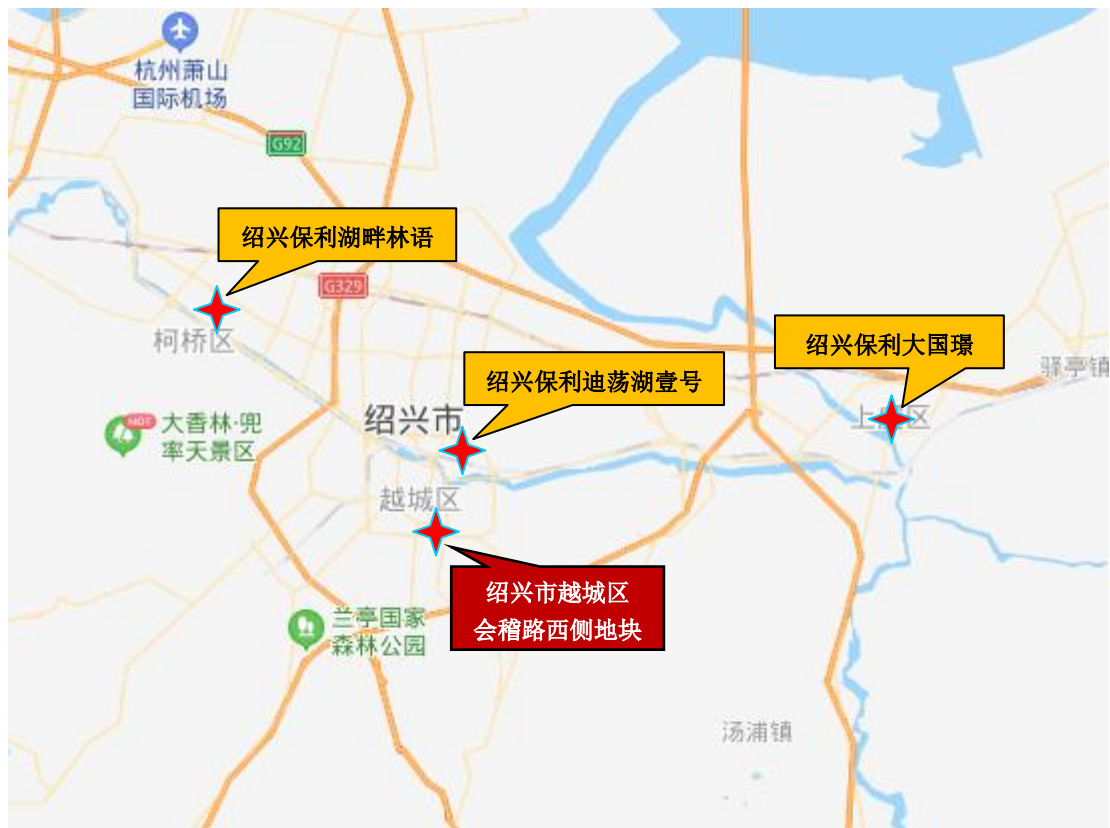 杭州萧山
国际机场
G92
绍兴保利湖畔林语
G329
柯桥区
绍兴保利大国璟
驿亭镇
绍兴保利迪荡湖壹号
HOT
大香林·兜
率天景区
绍兴市
越城区
绍兴市越城区
会稽路西侧地块
兰亭国家
森林公园
汤浦镇